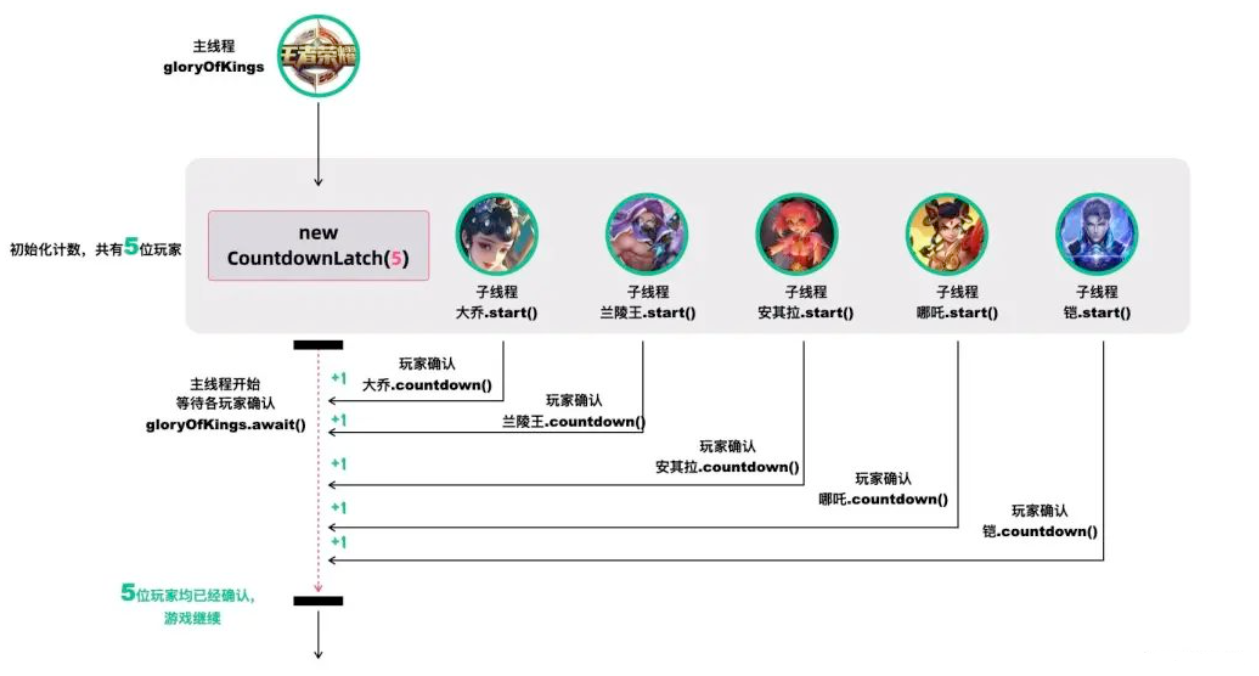 主线程
gloryOfKings
王者荣耀
初始化计数，共有5位玩家
new
CountdownLatch(5)
子线程
大乔.start()
子线程
兰陵王.start()
子线程
安其拉.start()
子线程
哪吒.start()
子线程
铠.start()
主线程开始
等待各玩家确认
gloryOfKings.await()
+1
玩家确认
大乔.countdown()
+1
玩家确认
兰陵王.countdown()
+1
玩家确认
安其拉.countdown()
+1
玩家确认
哪吒.countdown()
+1
玩家确认
铠.countdown()
5位玩家均已经确认，
游戏继续